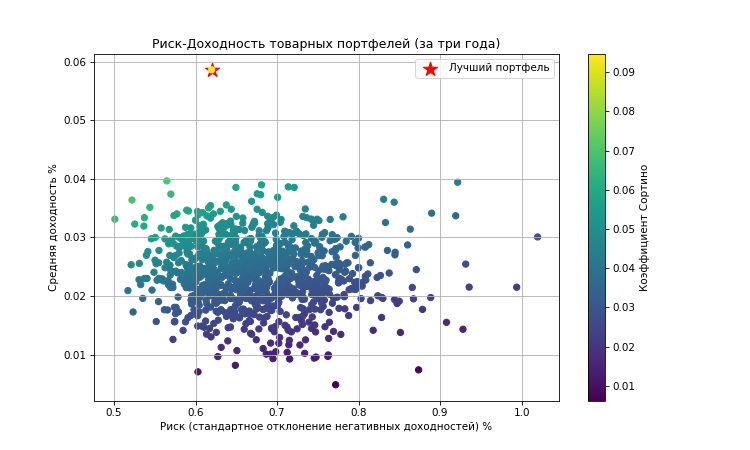 Риск-Доходность товарных портфелей (за три года)
Лучший портфель
Средняя доходность %
0.06
0.05
0.04
0.03
0.02
0.01
0.5 0.6 0.7 0.8 0.9 1.0
Риск (стандартное отклонение негативных доходностей) %
0.09
0.08
0.07
0.06
0.05
0.04
0.03
0.02
0.01
Коэффициент Сортино